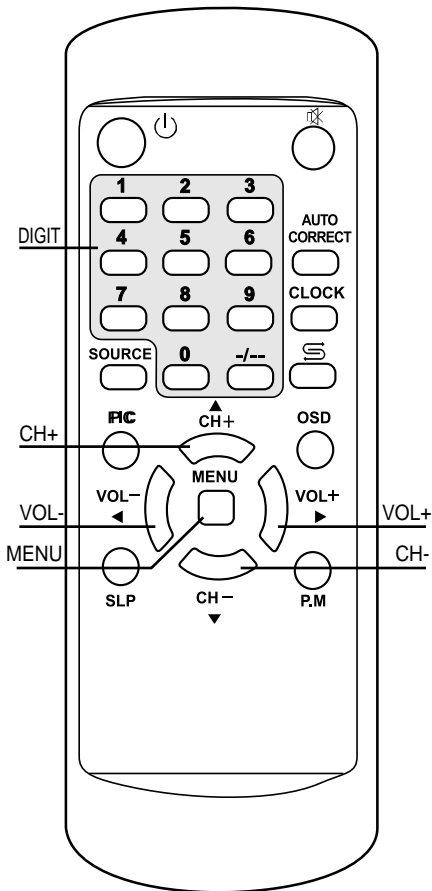 1 2 3
AUTO
DIGIT 4 5 6 CORRECT
7 8 9 CLOCK
SOURCE 0 -/--
PIC CH+ OSD
CH+
MENU
VOL- VOL+
VOL- VOL+
MENU CH-
SLP CH- P.M